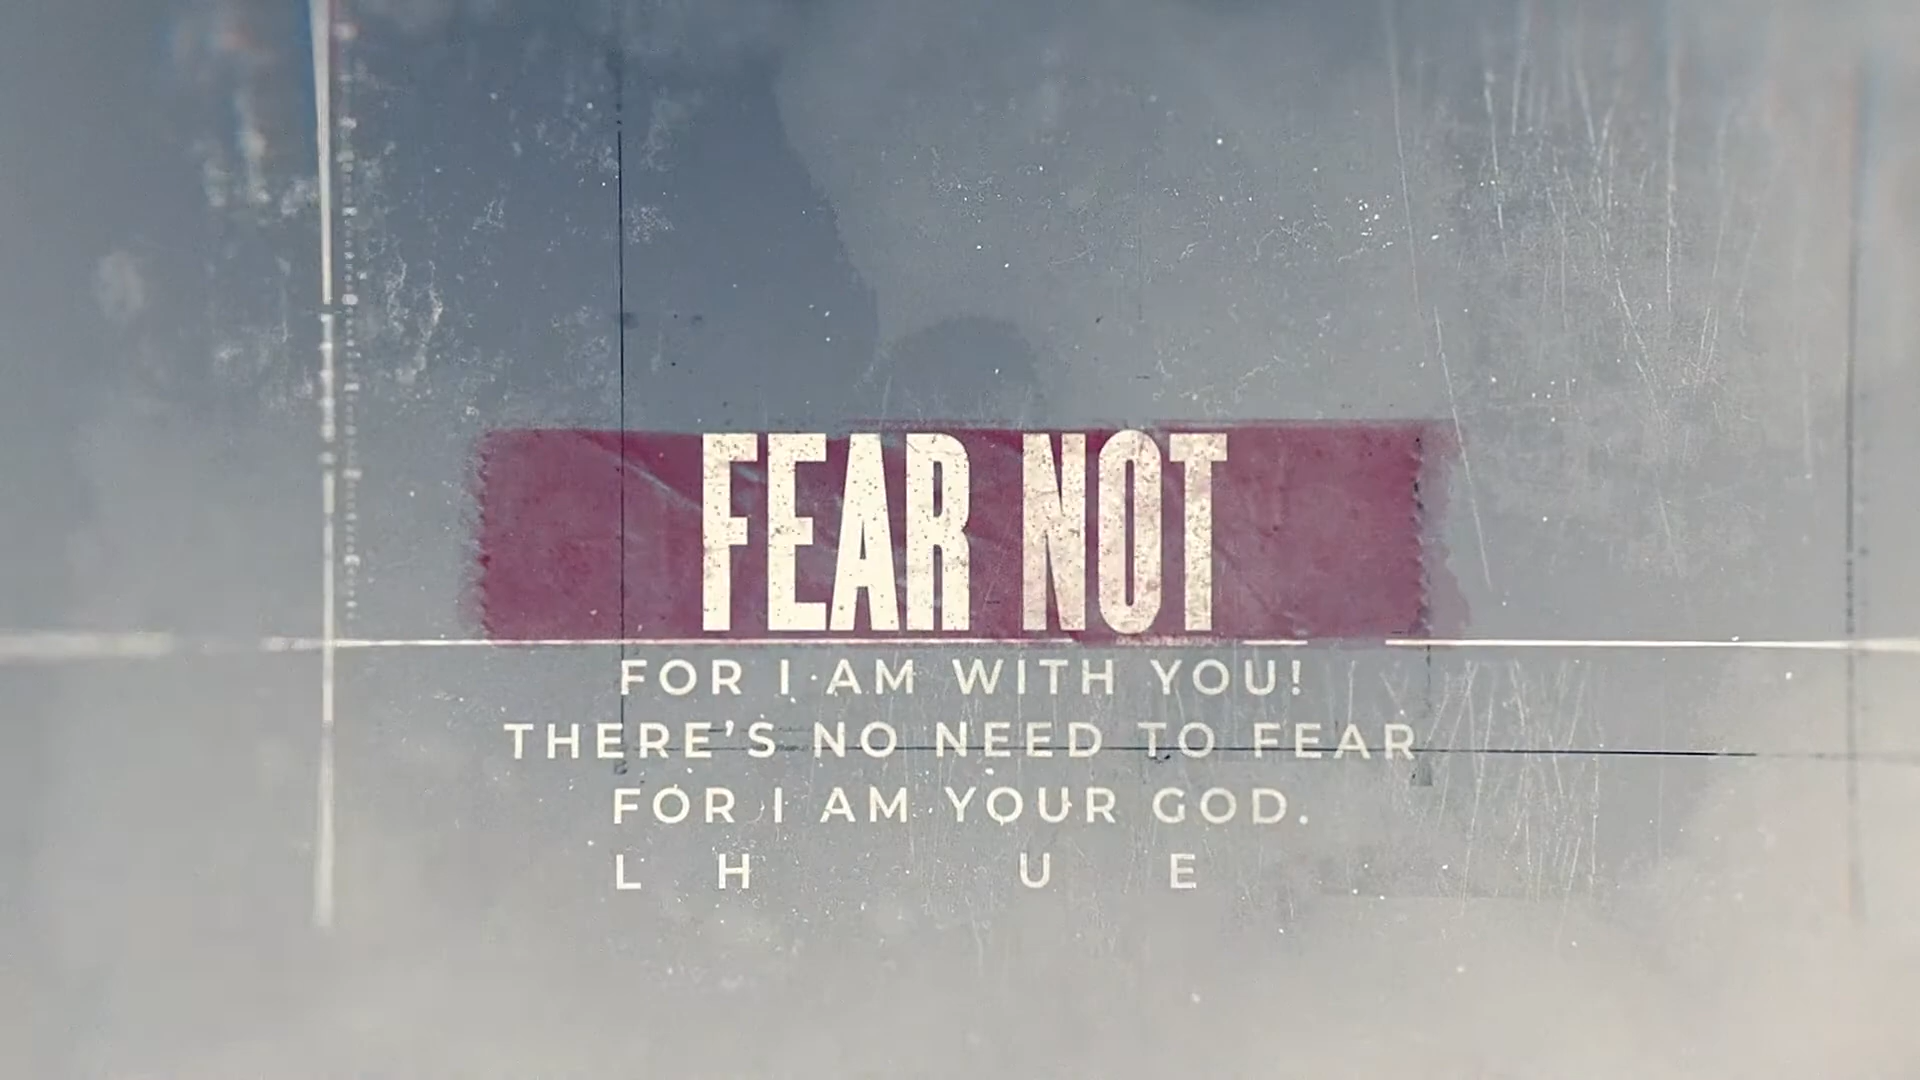 FEAR NOT
FOR I AM WITH YOU!
THERE’S NO NEED TO FEAR
FOR I AM YOUR GOD.
L H U E